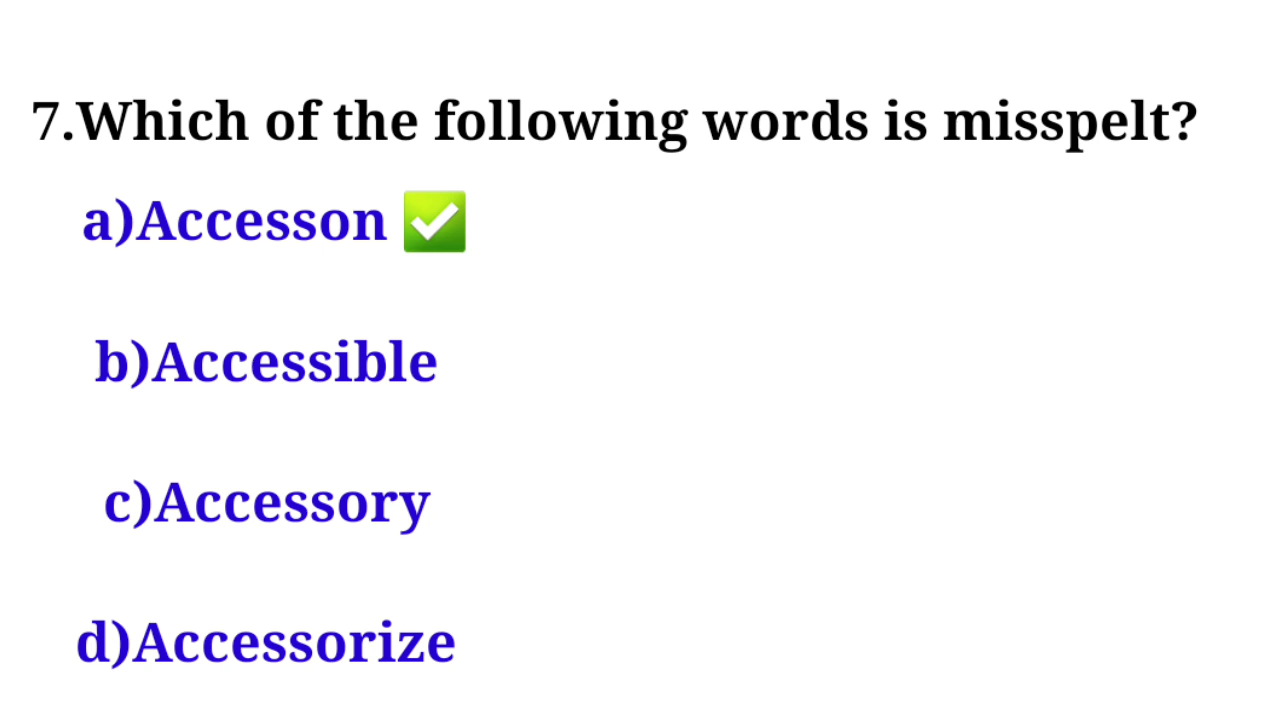 7.Which of the following words is misspelt?
a)Accesson ✅
b)Accessible
c)Accessory
d)Accessorize